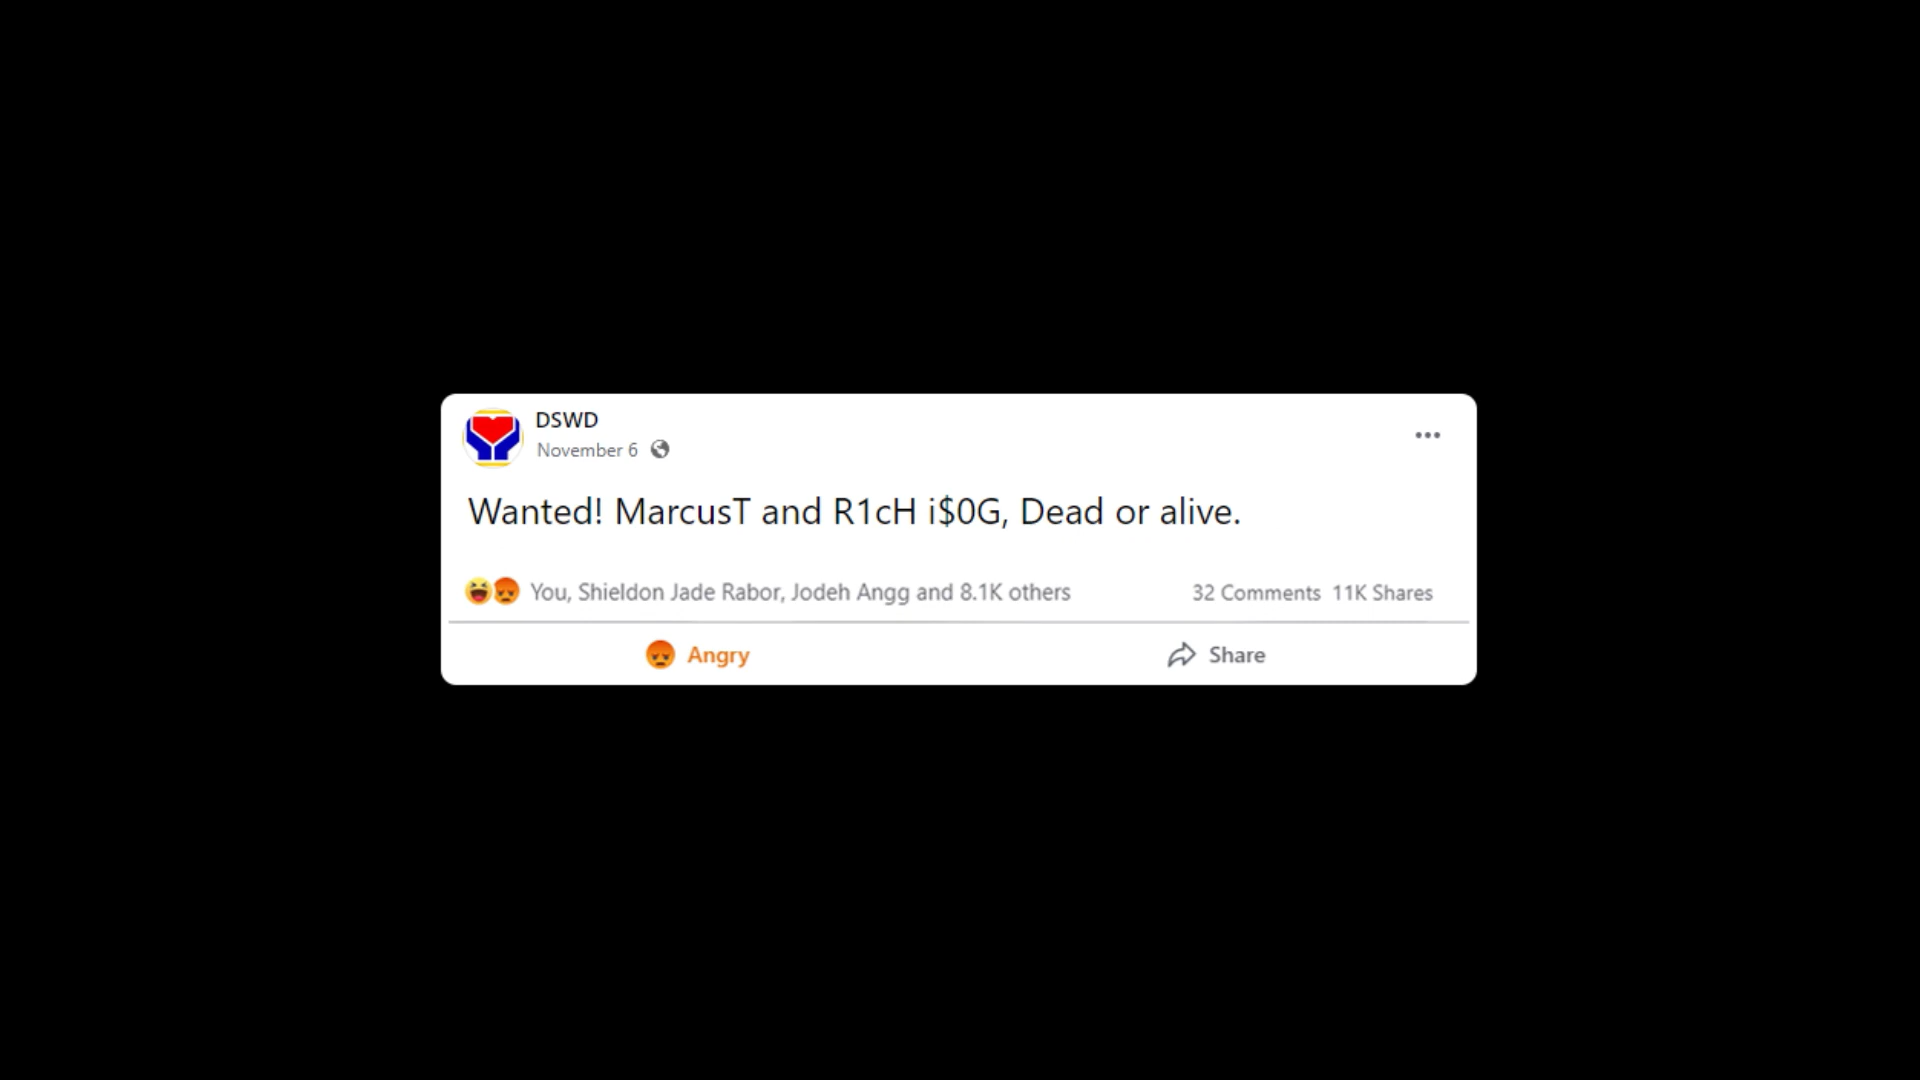 DSWD
November 6
Wanted! MarcusT and R1cH i$0G, Dead or alive.
You, Shieldon Jade Rabor, Jodeh Angg and 8.1K others
32 Comments 11K Shares
Angry
Share